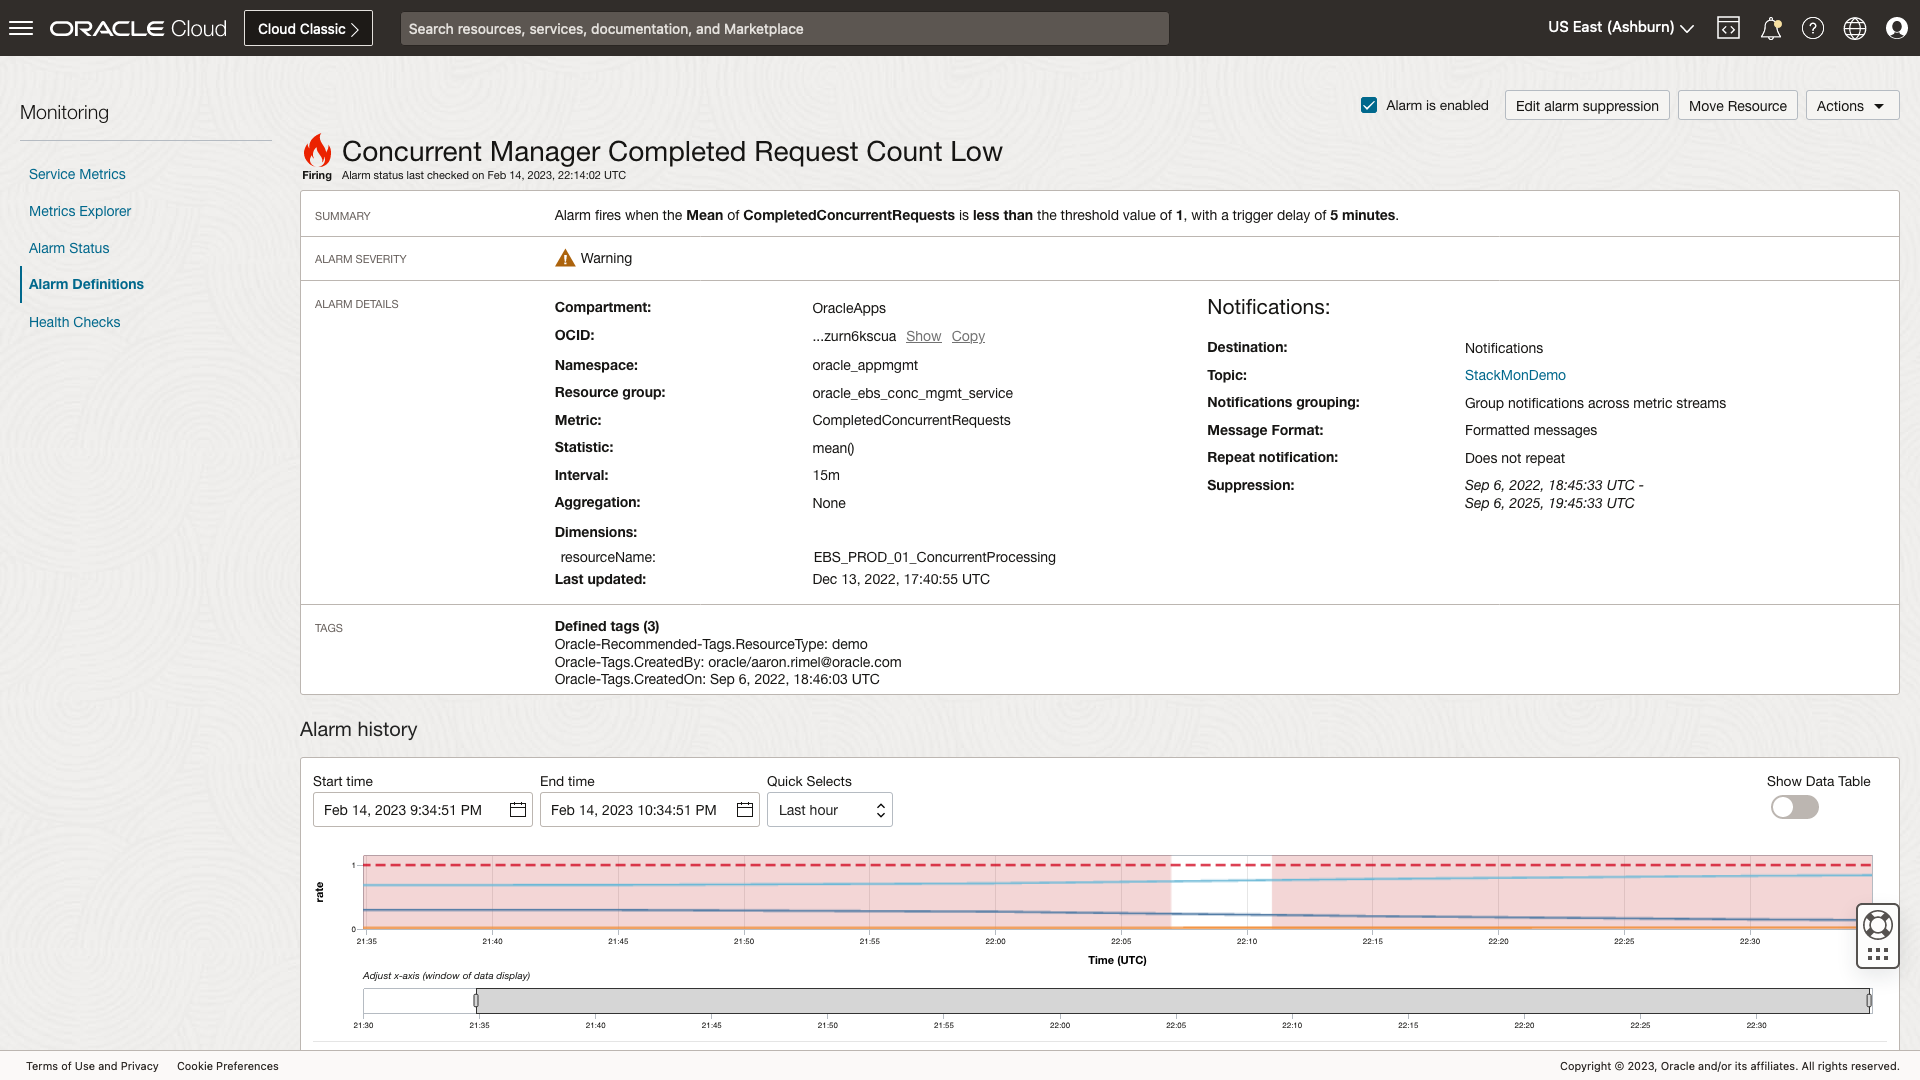 ORACLE Cloud
Cloud Classic
Search resources, services, documentation, and Marketplace
US East (Ashburn)
Monitoring
Service Metrics
Metrics Explorer
Alarm Status
Alarm Definitions
Health Checks
Alarm is enabled
Edit alarm suppression
Move Resource
Actions
Concurrent Manager Completed Request Count Low
Firing
Alarm status last checked on Feb 14, 2023, 22:14:02 UTC
SUMMARY
Alarm fires when the Mean of CompletedConcurrentRequests is less than the threshold value of 1, with a trigger delay of 5 minutes.
ALARM SEVERITY
Warning
ALARM DETAILS
Compartment: OracleApps
OCID: ...zurn6kscua Show Copy
Namespace: oracle_appmgmt
Resource group: oracle_ebs_conc_mgmt_service
Metric: CompletedConcurrentRequests
Statistic: mean()
Interval: 15m
Aggregation: None
Dimensions:
resourceName: EBS_PROD_01_ConcurrentProcessing
Last updated: Dec 13, 2022, 17:40:55 UTC
Notifications:
Destination: Notifications
Topic: StackMonDemo
Notifications grouping: Group notifications across metric streams
Message Format: Formatted messages
Repeat notification: Does not repeat
Suppression: Sep 6, 2022, 18:45:33 UTC -
Sep 6, 2025, 19:45:33 UTC
TAGS
Defined tags (3)
Oracle-Recommended-Tags.ResourceType: demo
Oracle-Tags.CreatedBy: oracle/aaron.rimel@oracle.com
Oracle-Tags.CreatedOn: Sep 6, 2022, 18:46:03 UTC
Alarm history
Start time
Feb 14, 2023 9:34:51 PM
End time
Feb 14, 2023 10:34:51 PM
Quick Selects
Last hour
Show Data Table
rate
1
0
21:35 21:40 21:45 21:50 21:55 22:00 22:05 22:10 22:15 22:20 22:25 22:30
Time (UTC)
Adjust x-axis (window of data display)
21:30 21:35 21:40 21:45 21:50 21:55 22:00 22:05 22:10 22:15 22:20 22:25 22:30
Terms of Use and Privacy
Cookie Preferences
Copyright © 2023, Oracle and/or its affiliates. All rights reserved.